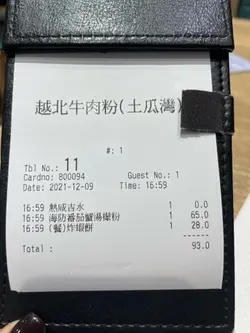 越北牛肉粉(土瓜灣)
#: 1
Tbl No.: 11
Cardno: 800094 Guest No.: 1
Date: 2021-12-09 Time: 16:59
16:59 熱咸吉水 1 0.0
16:59 海防番茄蟹湯檬粉 1 65.0
16:59 (餐)炸蝦餅 1 28.0
Total : 93.0